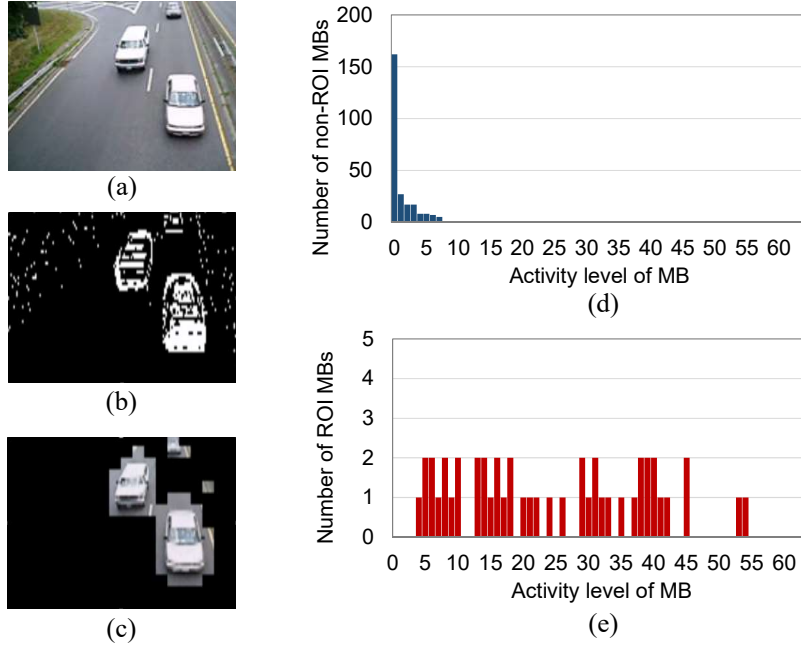 (a)
(b)
(c)
Number of non-ROI MBs
200
150
100
50
0
0 5 10 15 20 25 30 35 40 45 50 55 60
Activity level of MB
(d)
Number of ROI MBs
5
4
3
2
1
0
0 5 10 15 20 25 30 35 40 45 50 55 60
Activity level of MB
(e)